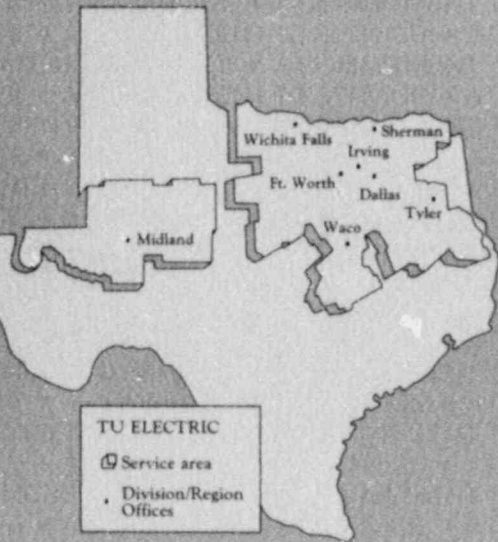 Wichita Falls
Sherman
Irving
Ft. Worth
Dallas
Tyler
Waco
Midland
TU ELECTRIC
Service area
Division/Region
Offices